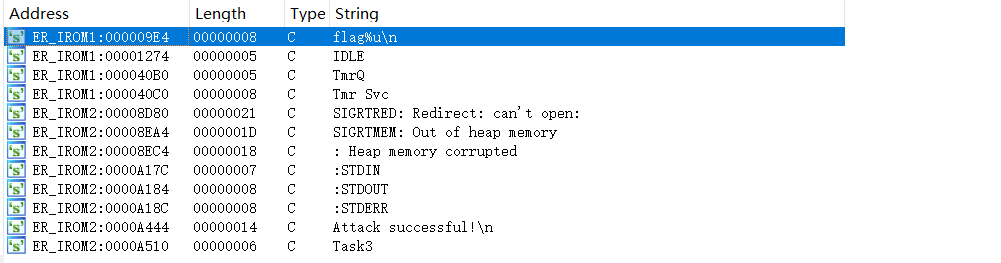 Address Length Type String
's' ER_IROM1:000009E4 00000008 C flag%u\n
's' ER_IROM1:00001274 00000005 C IDLE
's' ER_IROM1:000040B0 00000005 C TmrQ
's' ER_IROM1:000040C0 00000008 C Tmr Svc
's' ER_IROM2:00008D80 00000021 C SIGRTRED: Redirect: can't open:
's' ER_IROM2:00008EA4 0000001D C SIGRTMEM: Out of heap memory
's' ER_IROM2:00008EC4 00000018 C : Heap memory corrupted
's' ER_IROM2:0000A17C 00000007 C :STDIN
's' ER_IROM2:0000A184 00000008 C :STDOUT
's' ER_IROM2:0000A18C 00000008 C :STDERR
's' ER_IROM2:0000A444 00000014 C Attack successful!\n
's' ER_IROM2:0000A510 00000006 C Task3